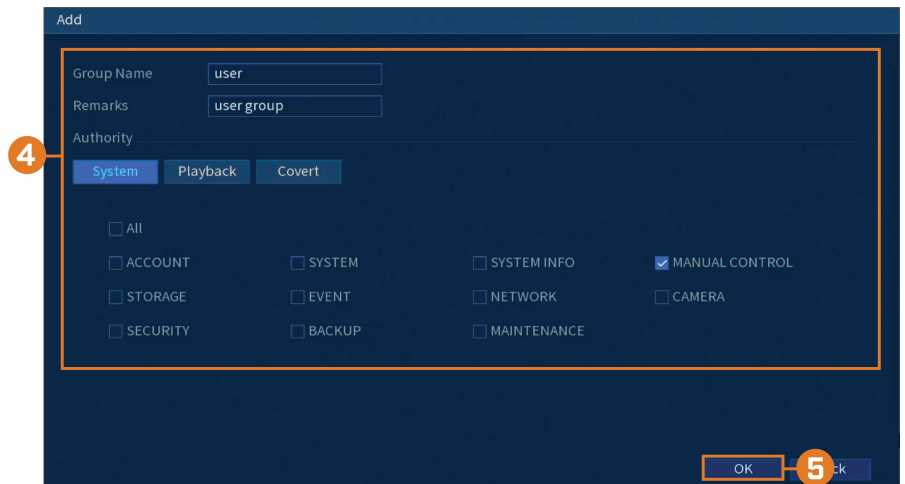 Add
Group Name user
Remarks user group
Authority
4
System Playback Covert
All
ACCOUNT SYSTEM SYSTEM INFO MANUAL CONTROL
STORAGE EVENT NETWORK CAMERA
SECURITY BACKUP MAINTENANCE
OK 5 ck